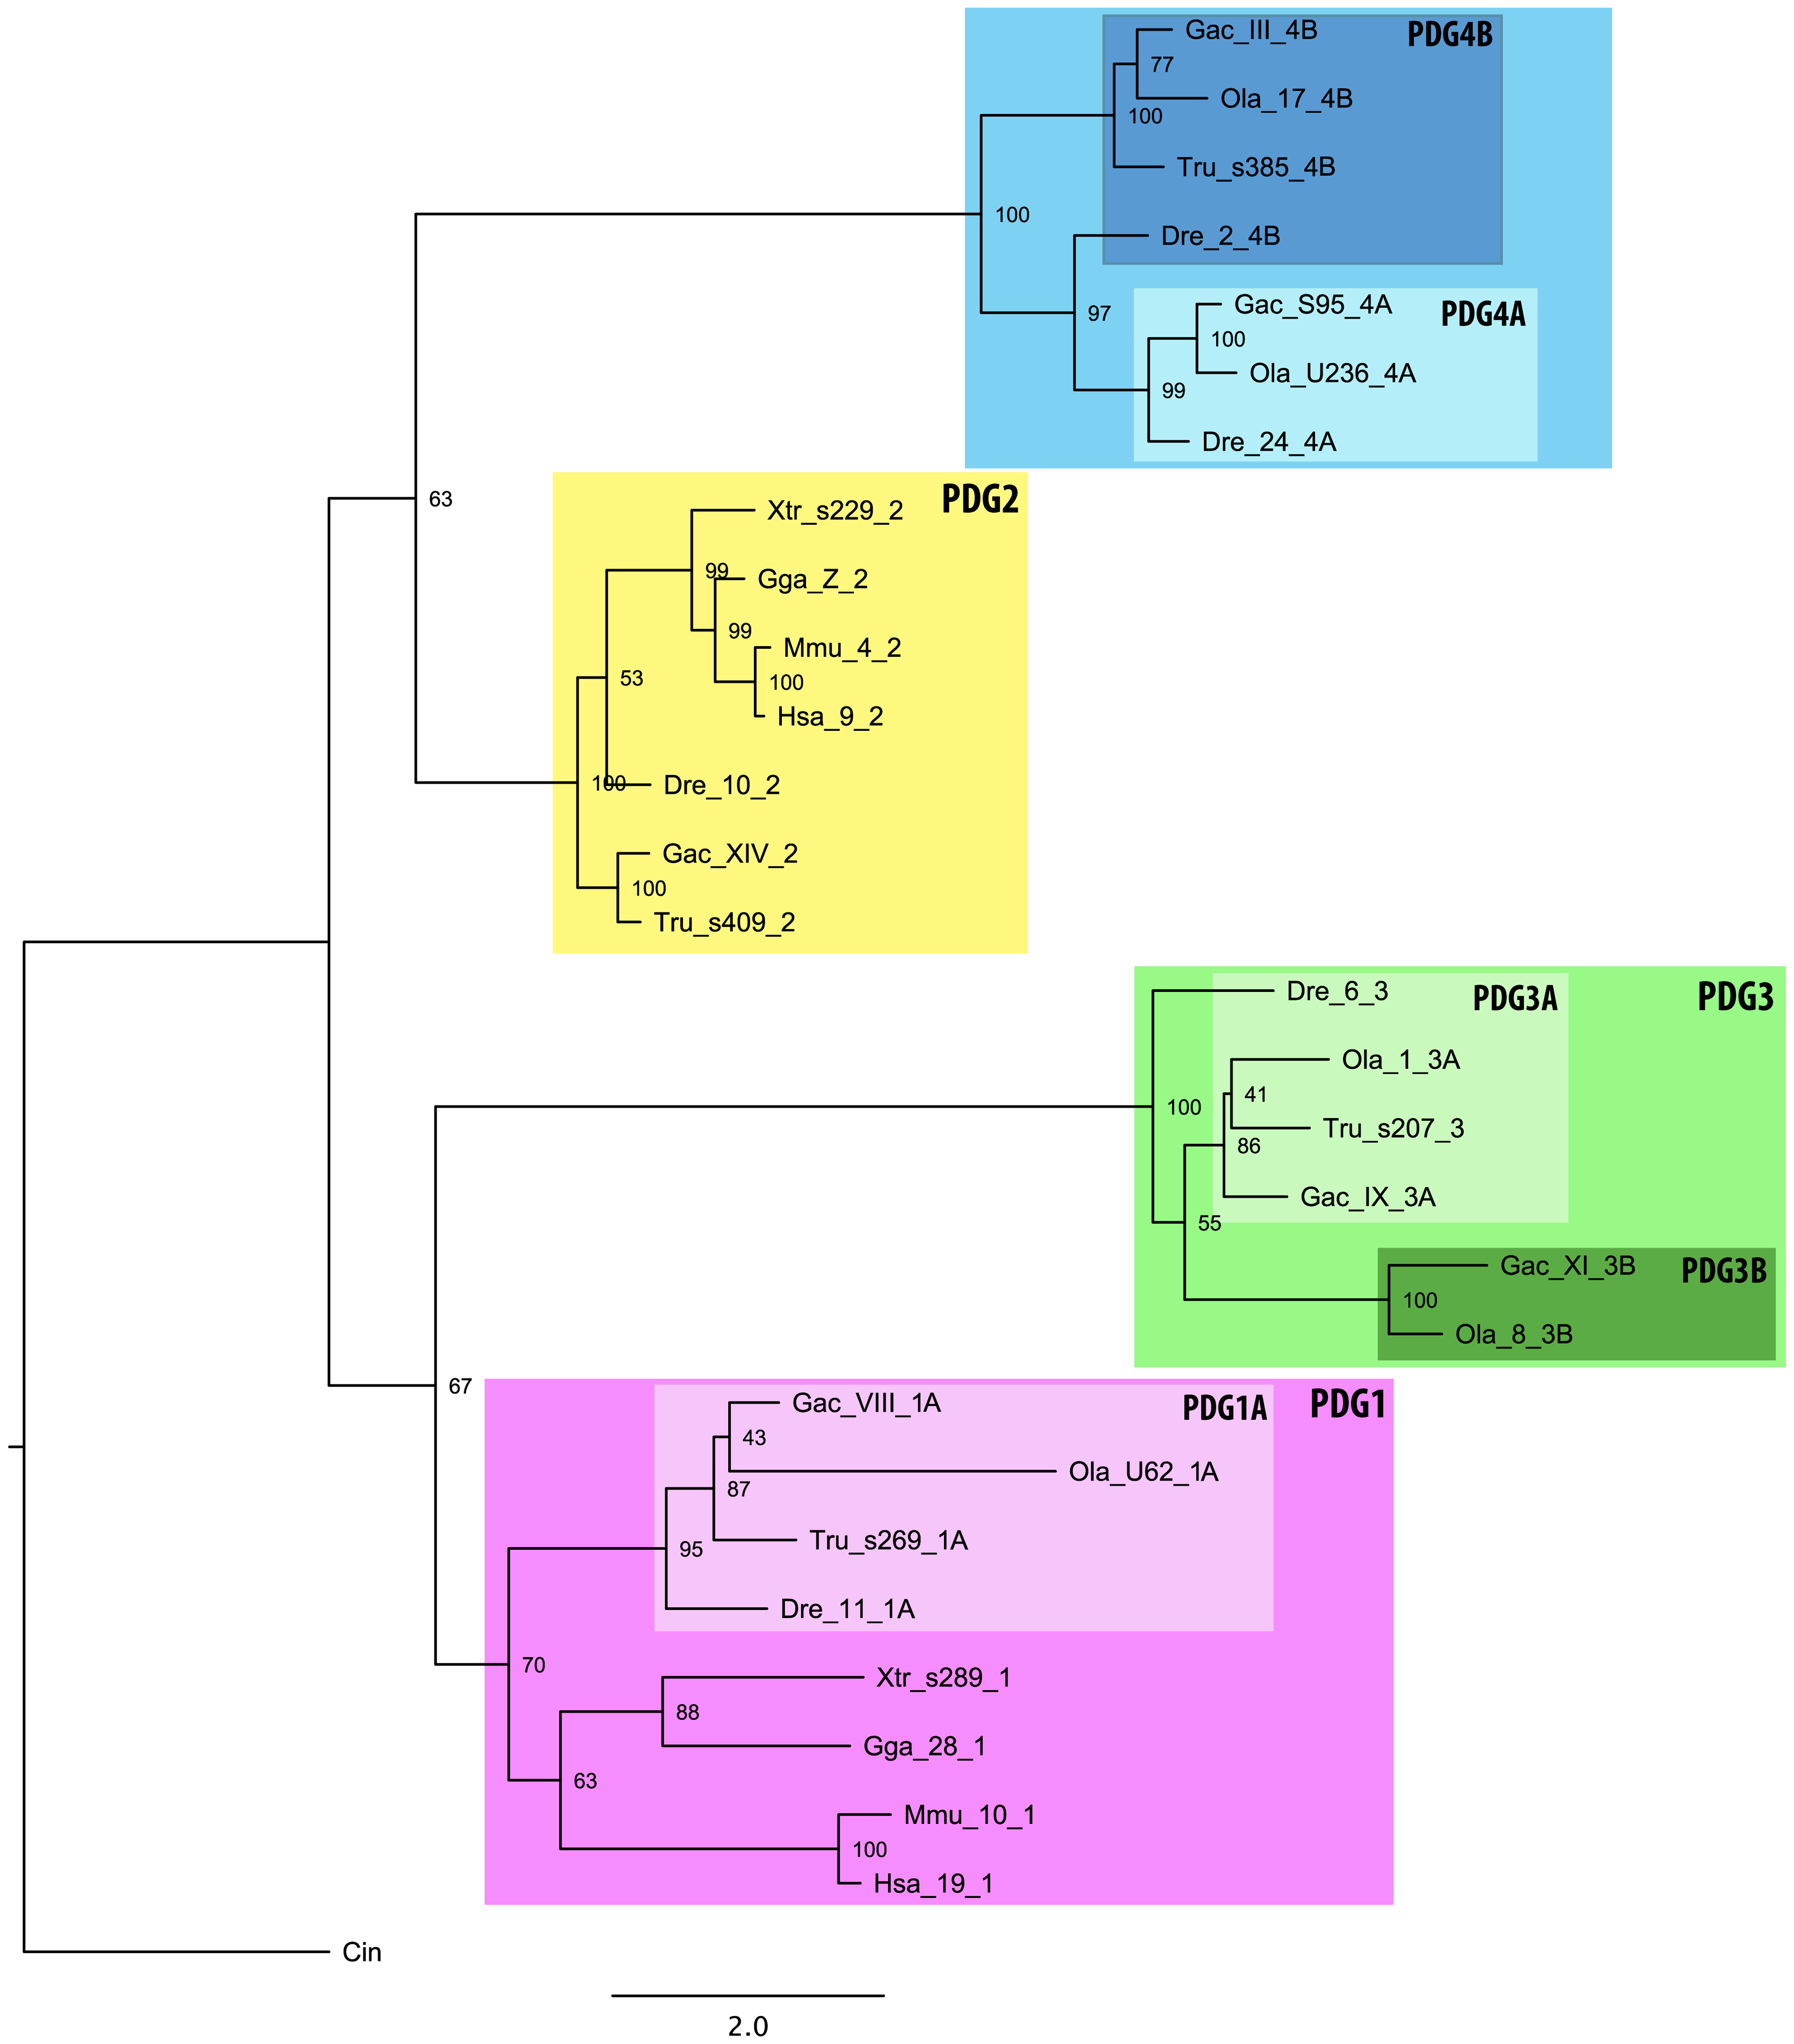 Gac_III_4B
PDG4B
77
Ola_17_4B
100
Tru_s385_4B
100
Dre_2_4B
Gac_S95_4A
PDG4A
97
100
Ola_U236_4A
99
Dre_24_4A
63
PDG2
Xtr_s229_2
99
Gga_Z_2
99
Mmu_4_2
53
100
Hsa_9_2
100
Dre_10_2
Gac_XIV_2
100
Tru_s409_2
Dre_6_3
PDG3A
PDG3
Ola_1_3A
41
100
Tru_s207_3
86
Gac_IX_3A
55
Gac_XI_3B
PDG3B
100
Ola_8_3B
67
Gac_VIII_1A
PDG1A
PDG1
43
Ola_U62_1A
87
Tru_s269_1A
95
Dre_11_1A
70
Xtr_s289_1
88
Gga_28_1
63
Mmu_10_1
100
Hsa_19_1
Cin
2.0